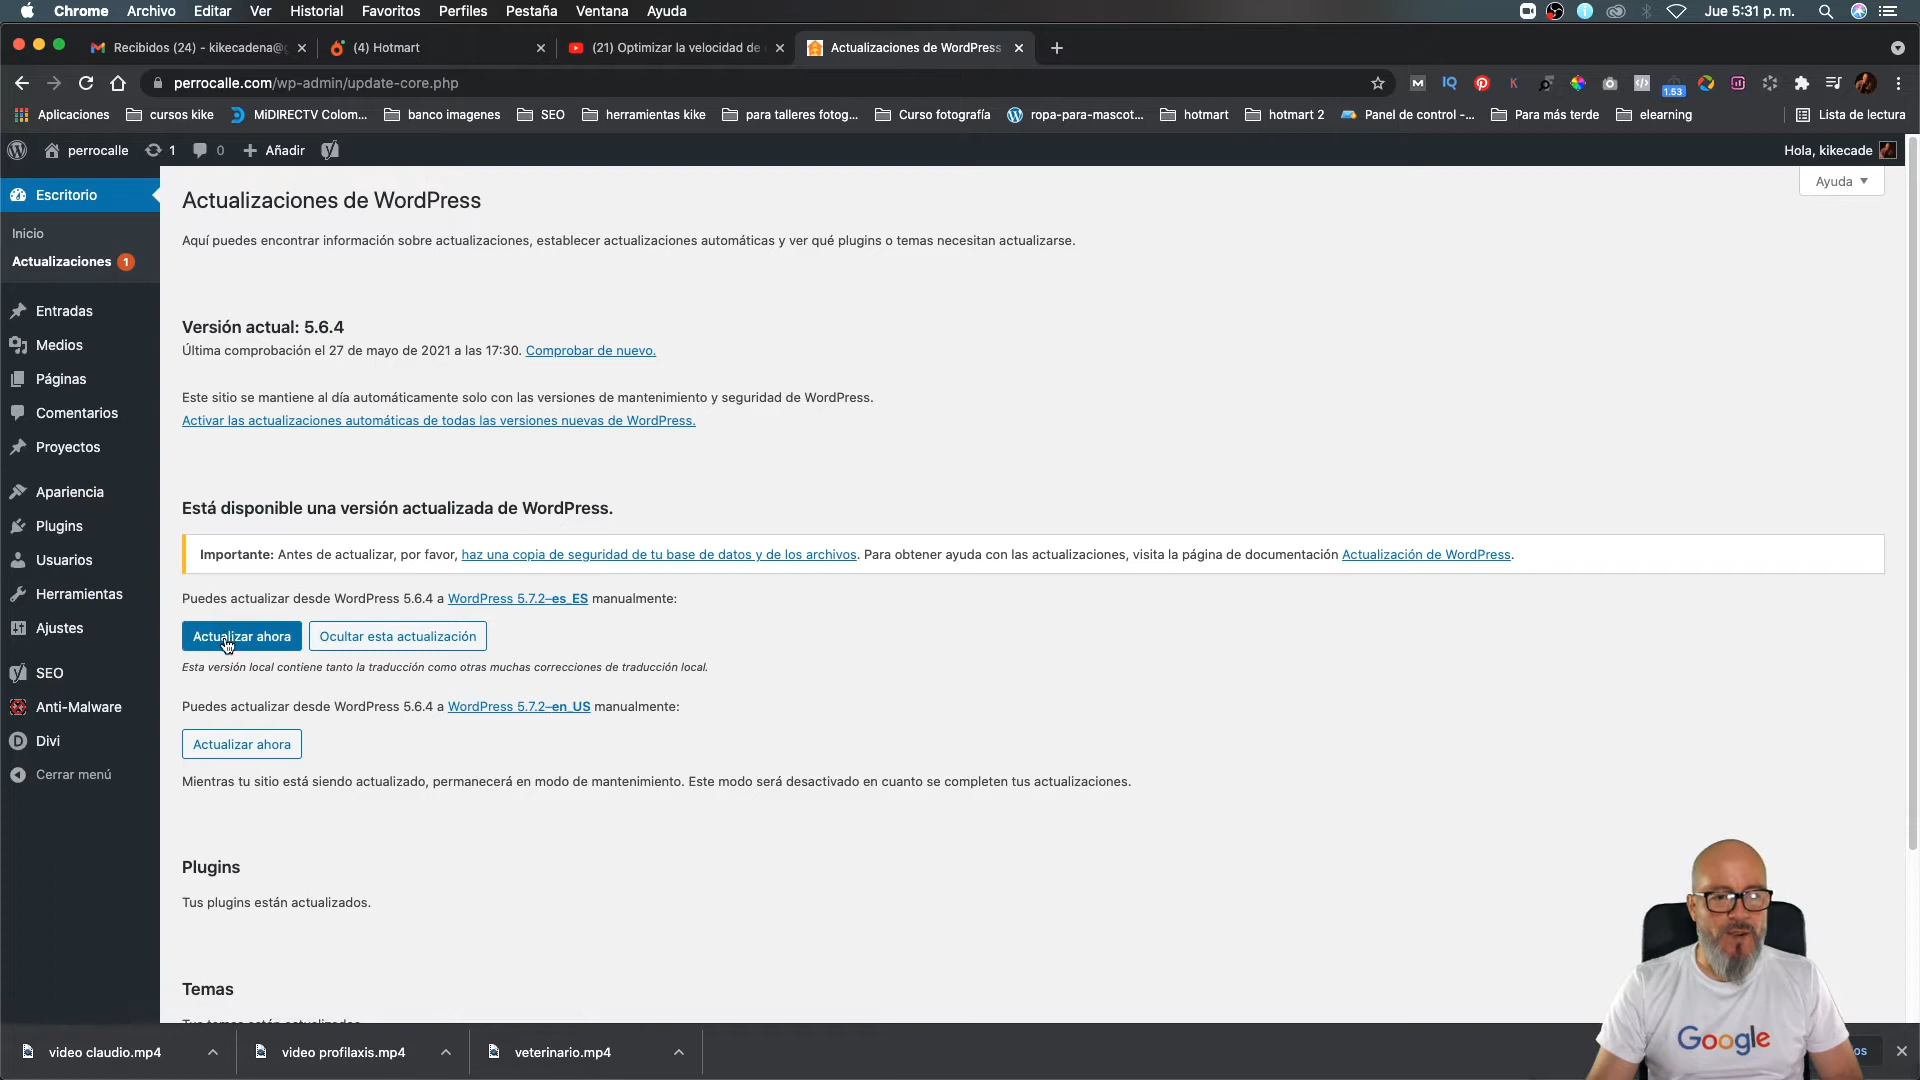 Chrome Archivo Editar Ver Historial Favoritos Perfiles Pestaña Ventana Ayuda Jue 5:31 p. m.
Recibidos (24) - kikecadena@ (4) Hotmart (21) Optimizar la velocidad de Actualizaciones de WordPress
perrocalle.com/wp-admin/update-core.php 1.53
Aplicaciones cursos kike MiDIRECTV Colom... banco imagenes SEO herramientas kike para talleres fotog... Curso fotografía ropa-para-mascot... hotmart hotmart 2 Panel de control -... Para más terde elearning Lista de lectura
perrocalle 1 0 Añadir Hola, kikecade
Ayuda
Escritorio
Inicio
Actualizaciones 1
Entradas
Medios
Páginas
Comentarios
Proyectos
Apariencia
Plugins
Usuarios
Herramientas
Ajustes
SEO
Anti-Malware
Divi
Cerrar menú
Actualizaciones de WordPress
Aquí puedes encontrar información sobre actualizaciones, establecer actualizaciones automáticas y ver qué plugins o temas necesitan actualizarse.
Versión actual: 5.6.4
Última comprobación el 27 de mayo de 2021 a las 17:30. Comprobar de nuevo.
Este sitio se mantiene al día automáticamente solo con las versiones de mantenimiento y seguridad de WordPress.
Activar las actualizaciones automáticas de todas las versiones nuevas de WordPress.
Está disponible una versión actualizada de WordPress.
Importante: Antes de actualizar, por favor, haz una copia de seguridad de tu base de datos y de los archivos. Para obtener ayuda con las actualizaciones, visita la página de documentación Actualización de WordPress.
Puedes actualizar desde WordPress 5.6.4 a WordPress 5.7.2–es_ES manualmente:
Actualizar ahora Ocultar esta actualización
Esta versión local contiene tanto la traducción como otras muchas correcciones de traducción local.
Puedes actualizar desde WordPress 5.6.4 a WordPress 5.7.2–en_US manualmente:
Actualizar ahora
Mientras tu sitio está siendo actualizado, permanecerá en modo de mantenimiento. Este modo será desactivado en cuanto se completen tus actualizaciones.
Plugins
Tus plugins están actualizados.
Temas
Tus temas están actualizados.
Google
video claudio.mp4 video profilaxis.mp4 veterinario.mp4 os